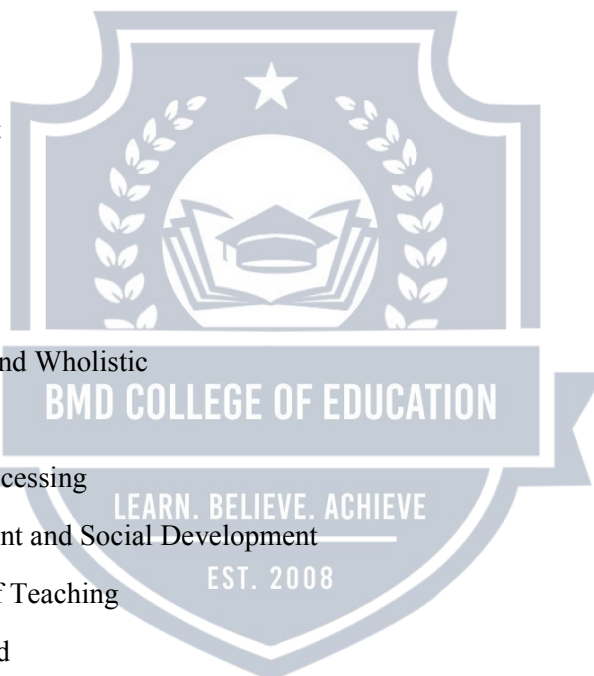 nd Wholistic
BMD COLLEGE OF EDUCATION
cessing
LEARN. BELIEVE. ACHIEVE
nt and Social Development
EST. 2008
f Teaching
d